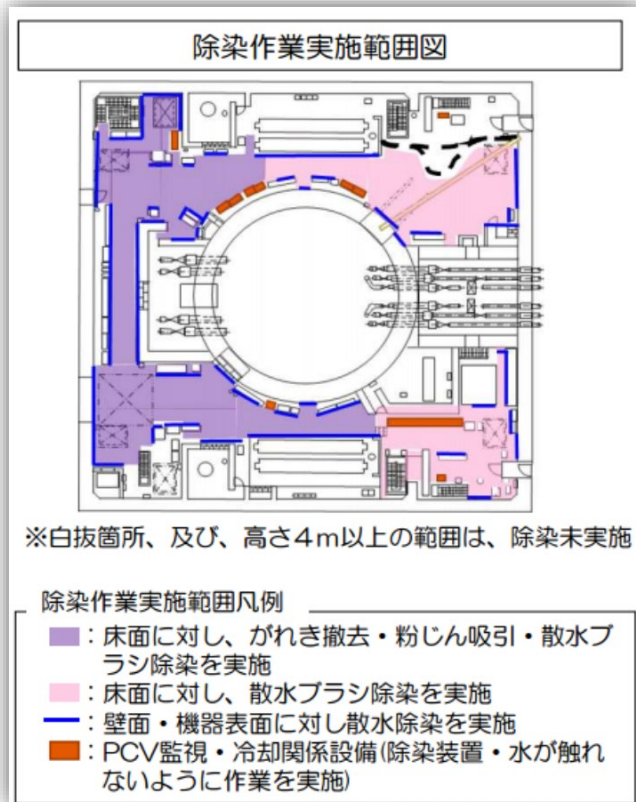 除染作業実施範囲図
※白抜箇所、及び、高さ4m以上の範囲は、除染未実施
除染作業実施範囲凡例
：床面に対し、がれき撤去・粉じん吸引・散水ブ
ラシ除染を実施
：床面に対し、散水ブラシ除染を実施
：壁面・機器表面に対し散水除染を実施
：PCV監視・冷却関係設備(除染装置・水が触れ
ないように作業を実施)